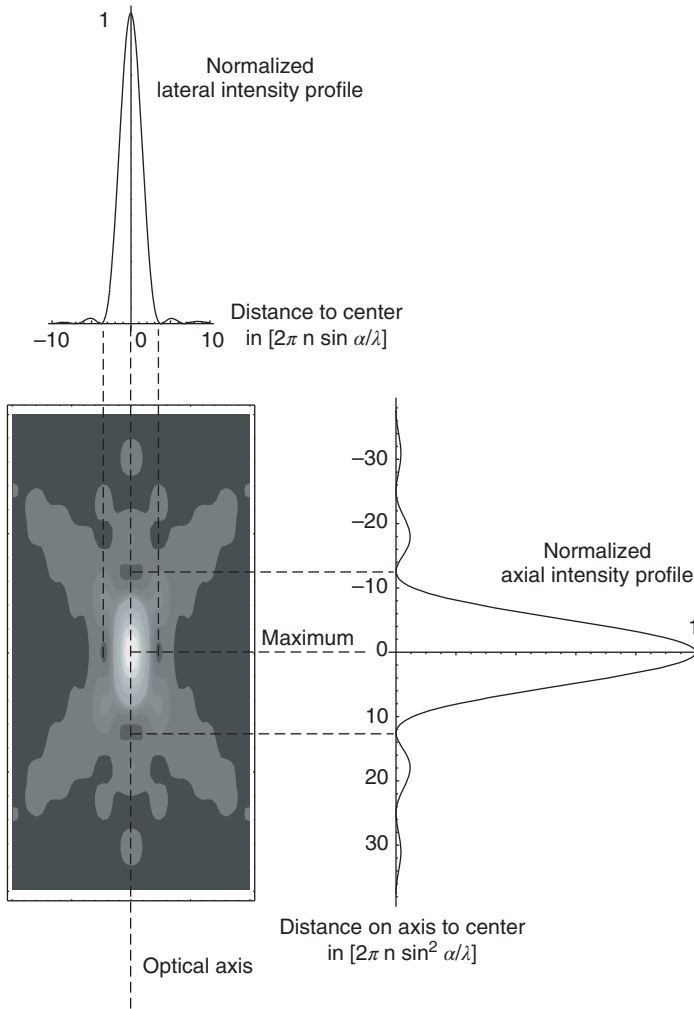 1
Normalized
lateral intensity profile
Distance to center
in [2π n sin α/λ]
−10 0 10
−30
−20
Normalized
axial intensity profile
−10
1
Maximum
0
10
20
30
Distance on axis to center
in [2π n sin² α/λ]
Optical axis